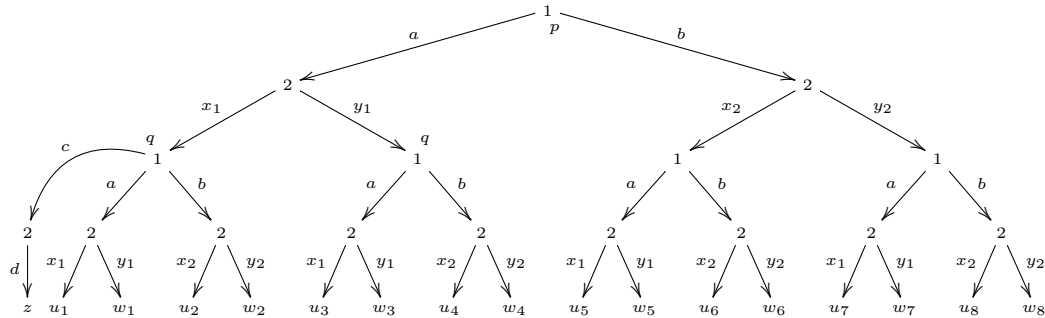 1
p
a b
2 2
x₁ y₁ x₂ y₂
q q
c 1 1 1 1
a b a b a b a b
2 2 2 2 2 2 2 2 2
d x₁ y₁ x₂ y₂ x₁ y₁ x₂ y₂ x₁ y₁ x₂ y₂ x₁ y₁ x₂ y₂
z u₁ w₁ u₂ w₂ u₃ w₃ u₄ w₄ u₅ w₅ u₆ w₆ u₇ w₇ u₈ w₈